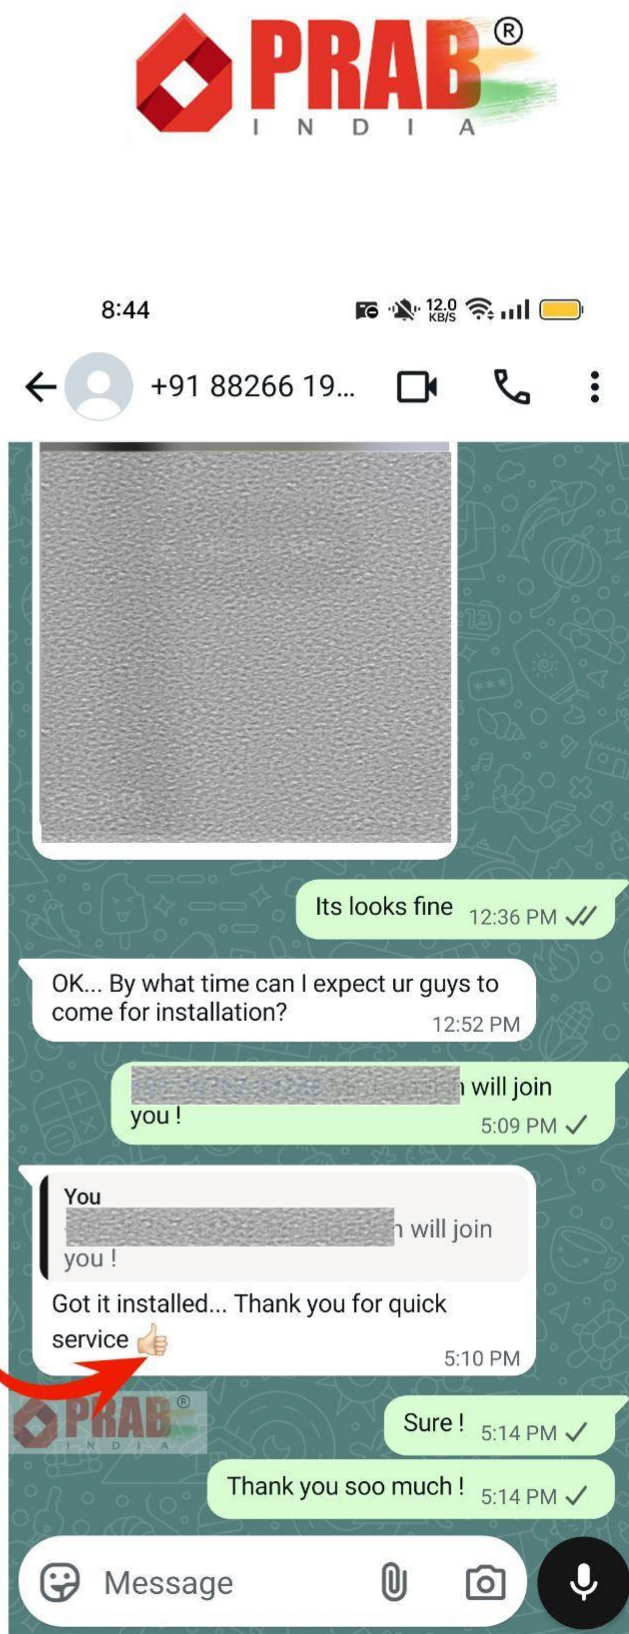 PRAB®
INDIA
8:44
12.0
KB/S
+91 88266 19...
Its looks fine 12:36 PM
OK... By what time can I expect ur guys to
come for installation?
12:52 PM
will join
you !
5:09 PM
You
will join
you !
Got it installed... Thank you for quick
service 👍🏻
5:10 PM
PRAB®
INDIA
Sure ! 5:14 PM
Thank you soo much ! 5:14 PM
Message